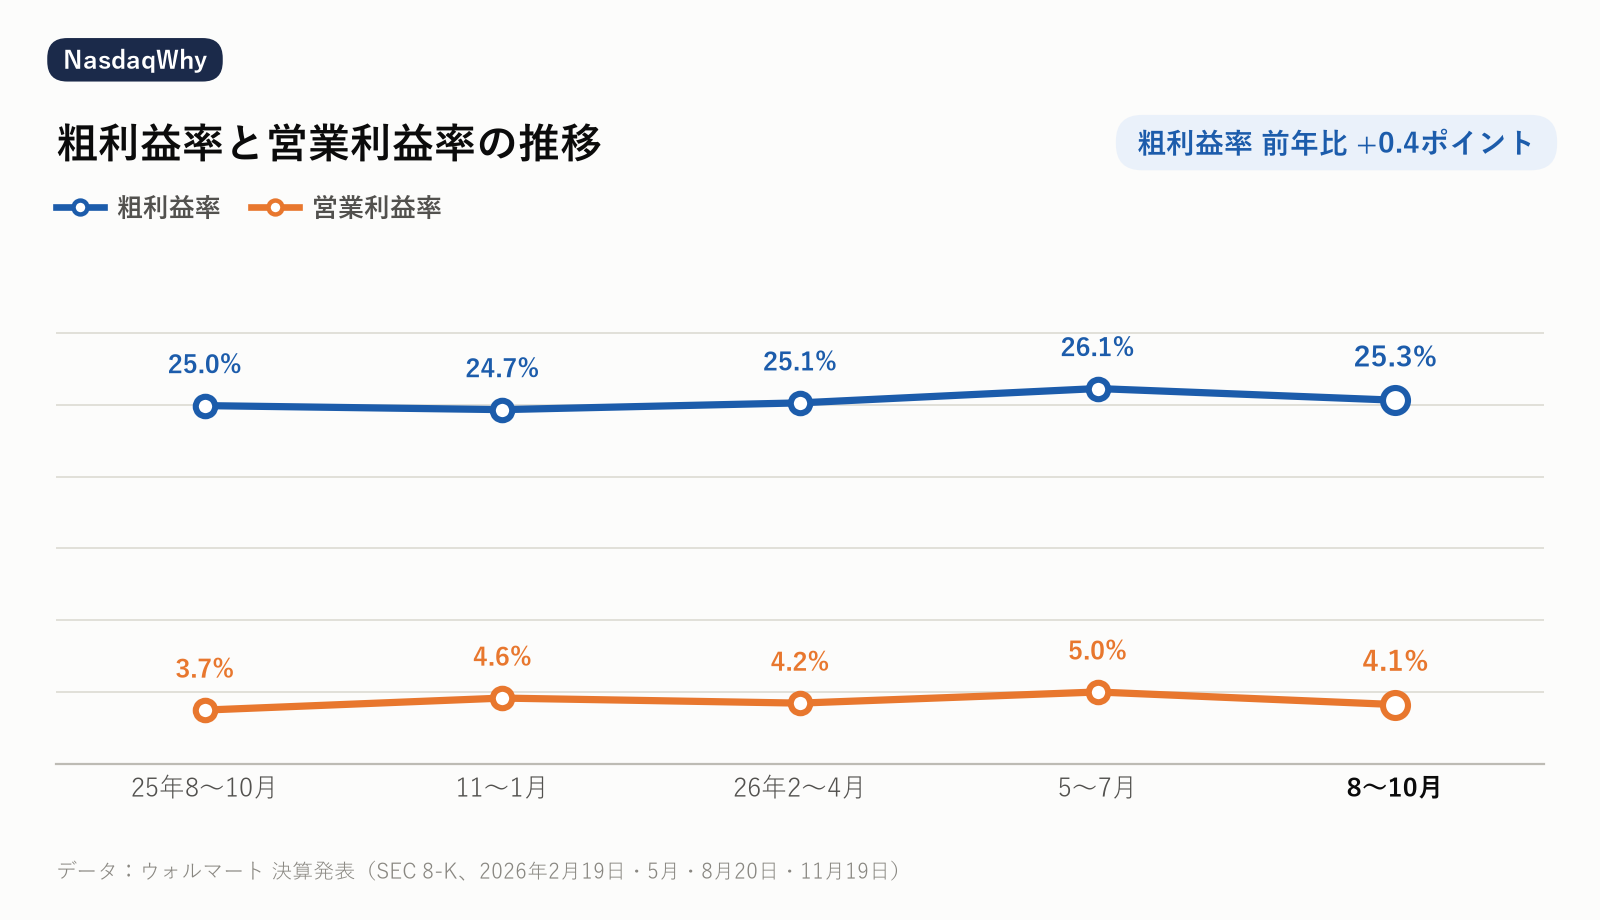 NasdaqWhy
粗利益率と営業利益率の推移
粗利益率 前年比 +0.4ポイント
粗利益率 営業利益率
25.0% 24.7% 25.1% 26.1% 25.3%
3.7% 4.6% 4.2% 5.0% 4.1%
25年8〜10月 11〜1月 26年2〜4月 5〜7月 8〜10月
データ：ウォルマート 決算発表（SEC 8-K、2026年2月19日・5月・8月20日・11月19日）